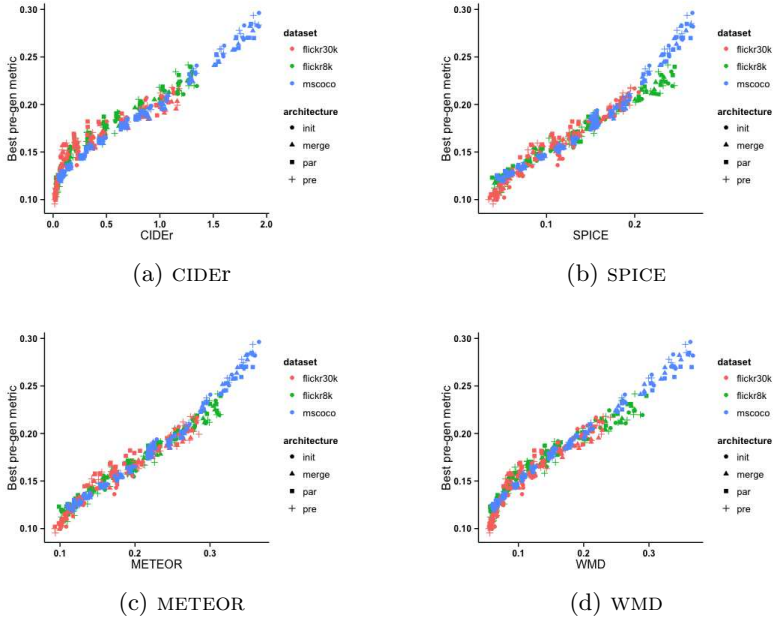 Best pre-gen metric
0.30
0.25
0.20
0.15
0.10
0.0
0.5
1.0
1.5
2.0
CIDEr
dataset
flickr30k
flickr8k
mscoco
architecture
init
merge
par
pre
(a) CIDEr
Best pre-gen metric
0.30
0.25
0.20
0.15
0.10
0.1
0.2
SPICE
dataset
flickr30k
flickr8k
mscoco
architecture
init
merge
par
pre
(b) SPICE
Best pre-gen metric
0.30
0.25
0.20
0.15
0.10
0.1
0.2
0.3
METEOR
dataset
flickr30k
flickr8k
mscoco
architecture
init
merge
par
pre
(c) METEOR
Best pre-gen metric
0.30
0.25
0.20
0.15
0.10
0.1
0.2
0.3
WMD
dataset
flickr30k
flickr8k
mscoco
architecture
init
merge
par
pre
(d) WMD